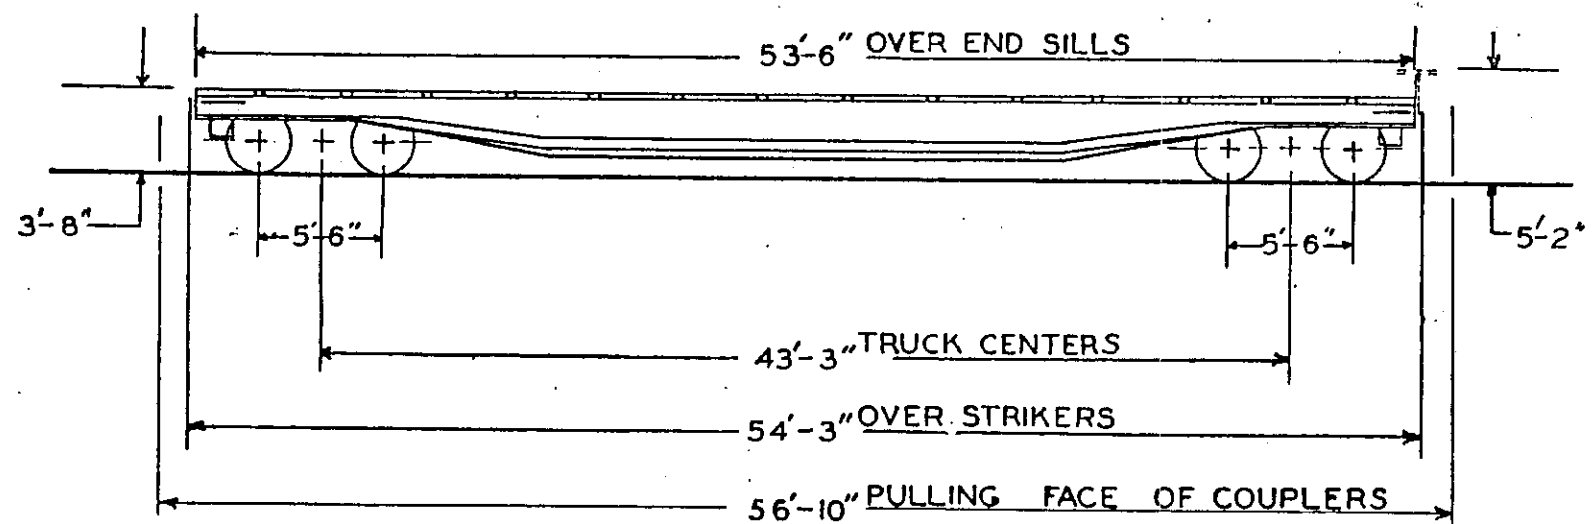 53'-6" OVER END SILLS
3'-8"
5'-6"
5'-6"
5'-2"
43'-3" TRUCK CENTERS
54'-3" OVER STRIKERS
56'-10" PULLING FACE OF COUPLERS